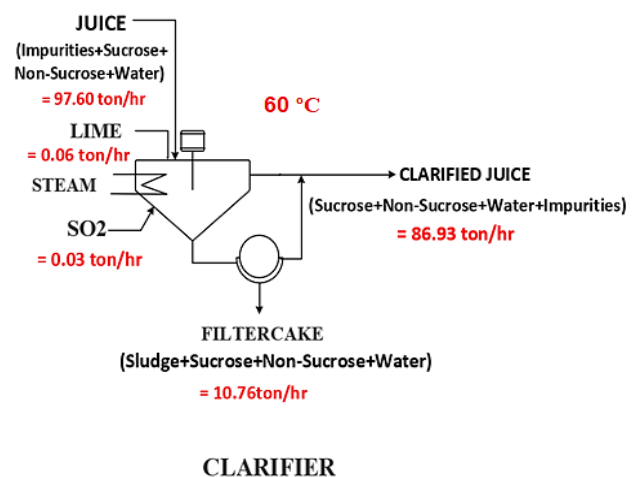 JUICE
(Impurities+Sucrose+
Non-Sucrose+Water)
= 97.60 ton/hr
60 °C
LIME
= 0.06 ton/hr
STEAM
SO2
= 0.03 ton/hr
CLARIFIED JUICE
(Sucrose+Non-Sucrose+Water+Impurities)
= 86.93 ton/hr
FILTERCAKE
(Sludge+Sucrose+Non-Sucrose+Water)
= 10.76ton/hr
CLARIFIER